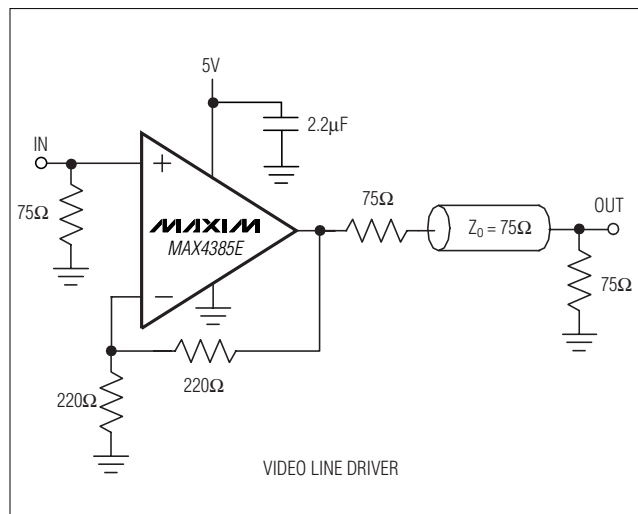 5V
2.2µF
IN
+
75Ω
MAXIM
MAX4385E
−
75Ω
Z₀ = 75Ω
OUT
75Ω
220Ω
220Ω
VIDEO LINE DRIVER